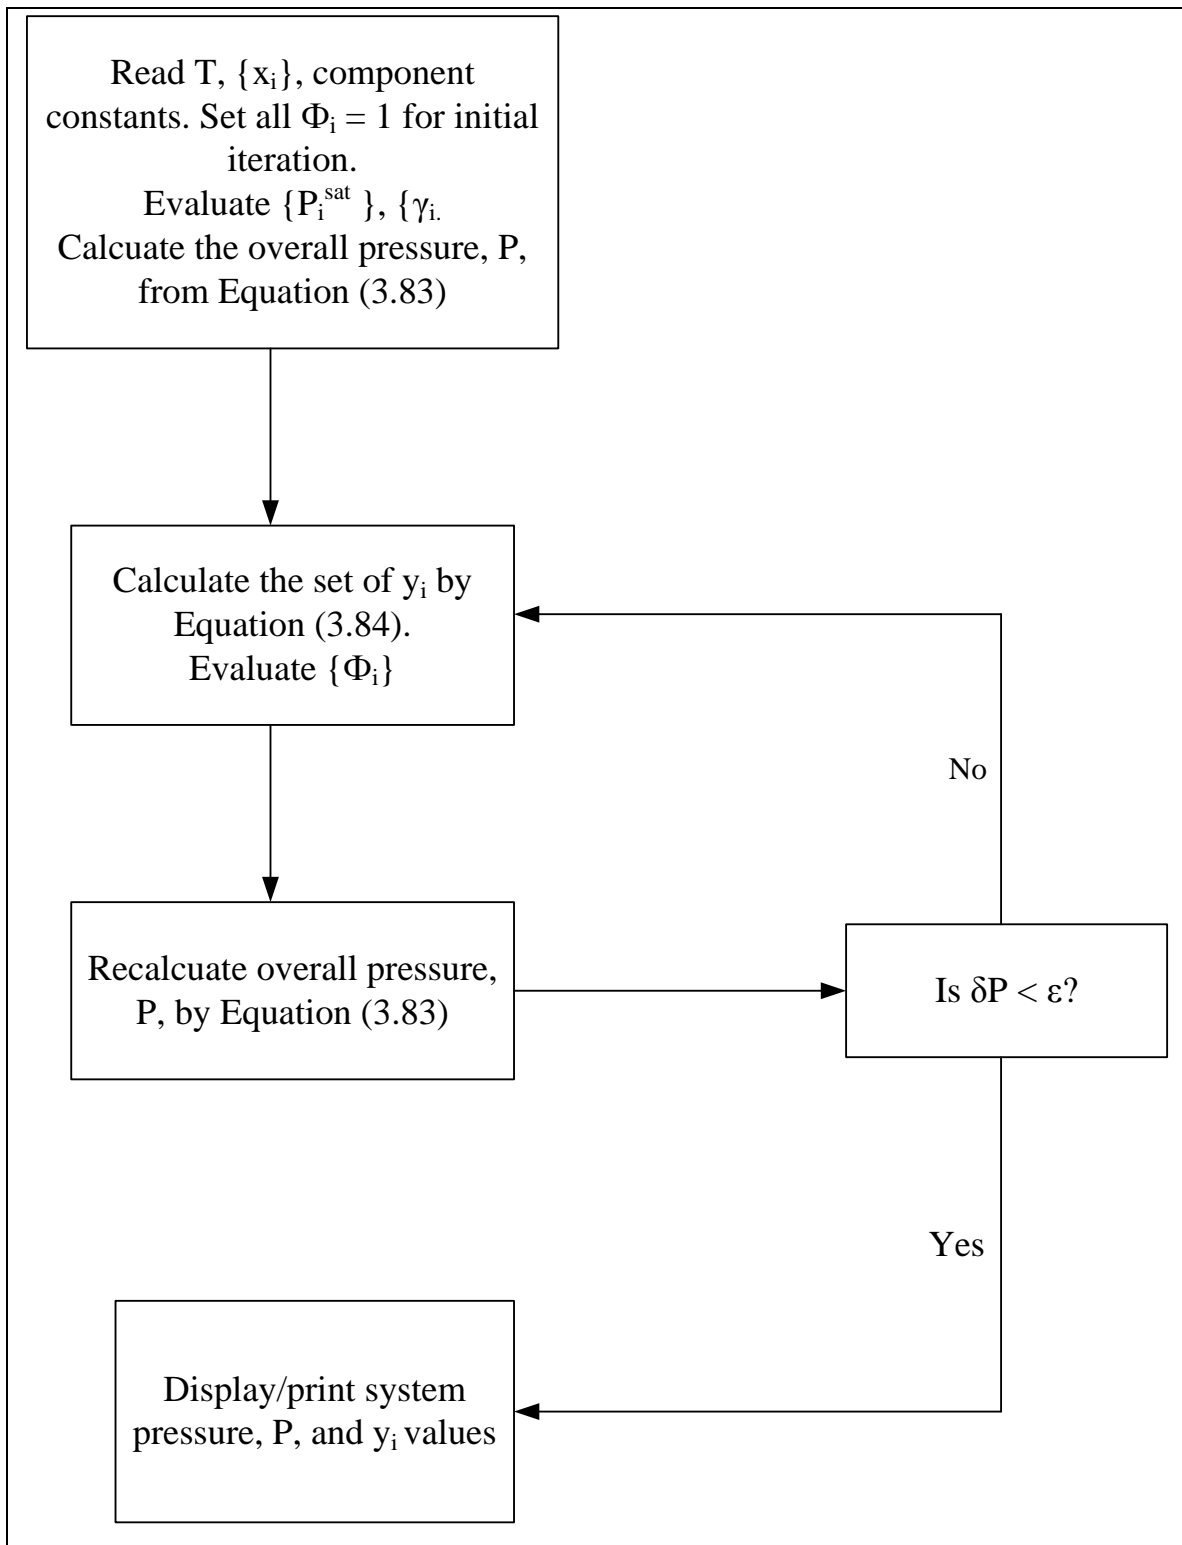 Read T, {xᵢ}, component
constants. Set all Φᵢ = 1 for initial
iteration.
Evaluate {Pᵢˢᵃᵗ }, {γᵢ.
Calcuate the overall pressure, P,
from Equation (3.83)
Calculate the set of yᵢ by
Equation (3.84).
Evaluate {Φᵢ}
No
Recalcuate overall pressure,
P, by Equation (3.83)
Is δP < ε?
Yes
Display/print system
pressure, P, and yᵢ values